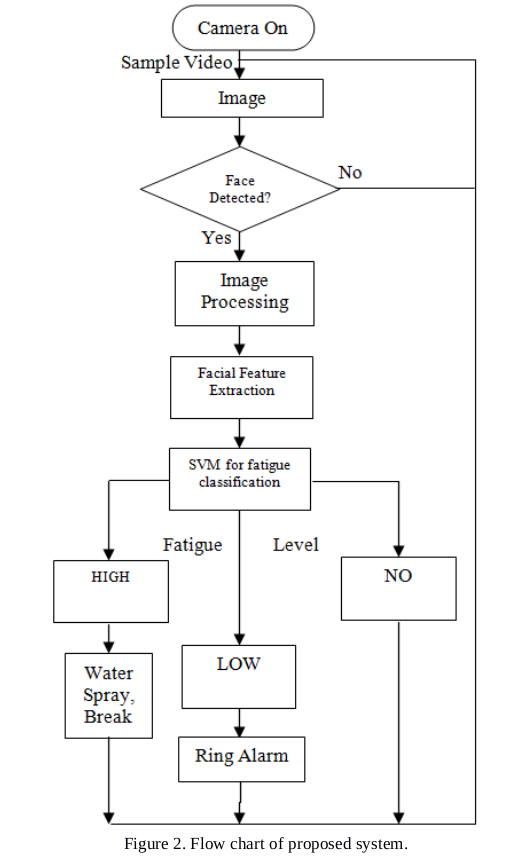 Camera On
Sample Video
Image
Face
Detected?
No
Yes
Image
Processing
Facial Feature
Extraction
SVM for fatigue
classification
Fatigue
Level
HIGH
NO
LOW
Water
Spray,
Break
Ring Alarm
Figure 2. Flow chart of proposed system.